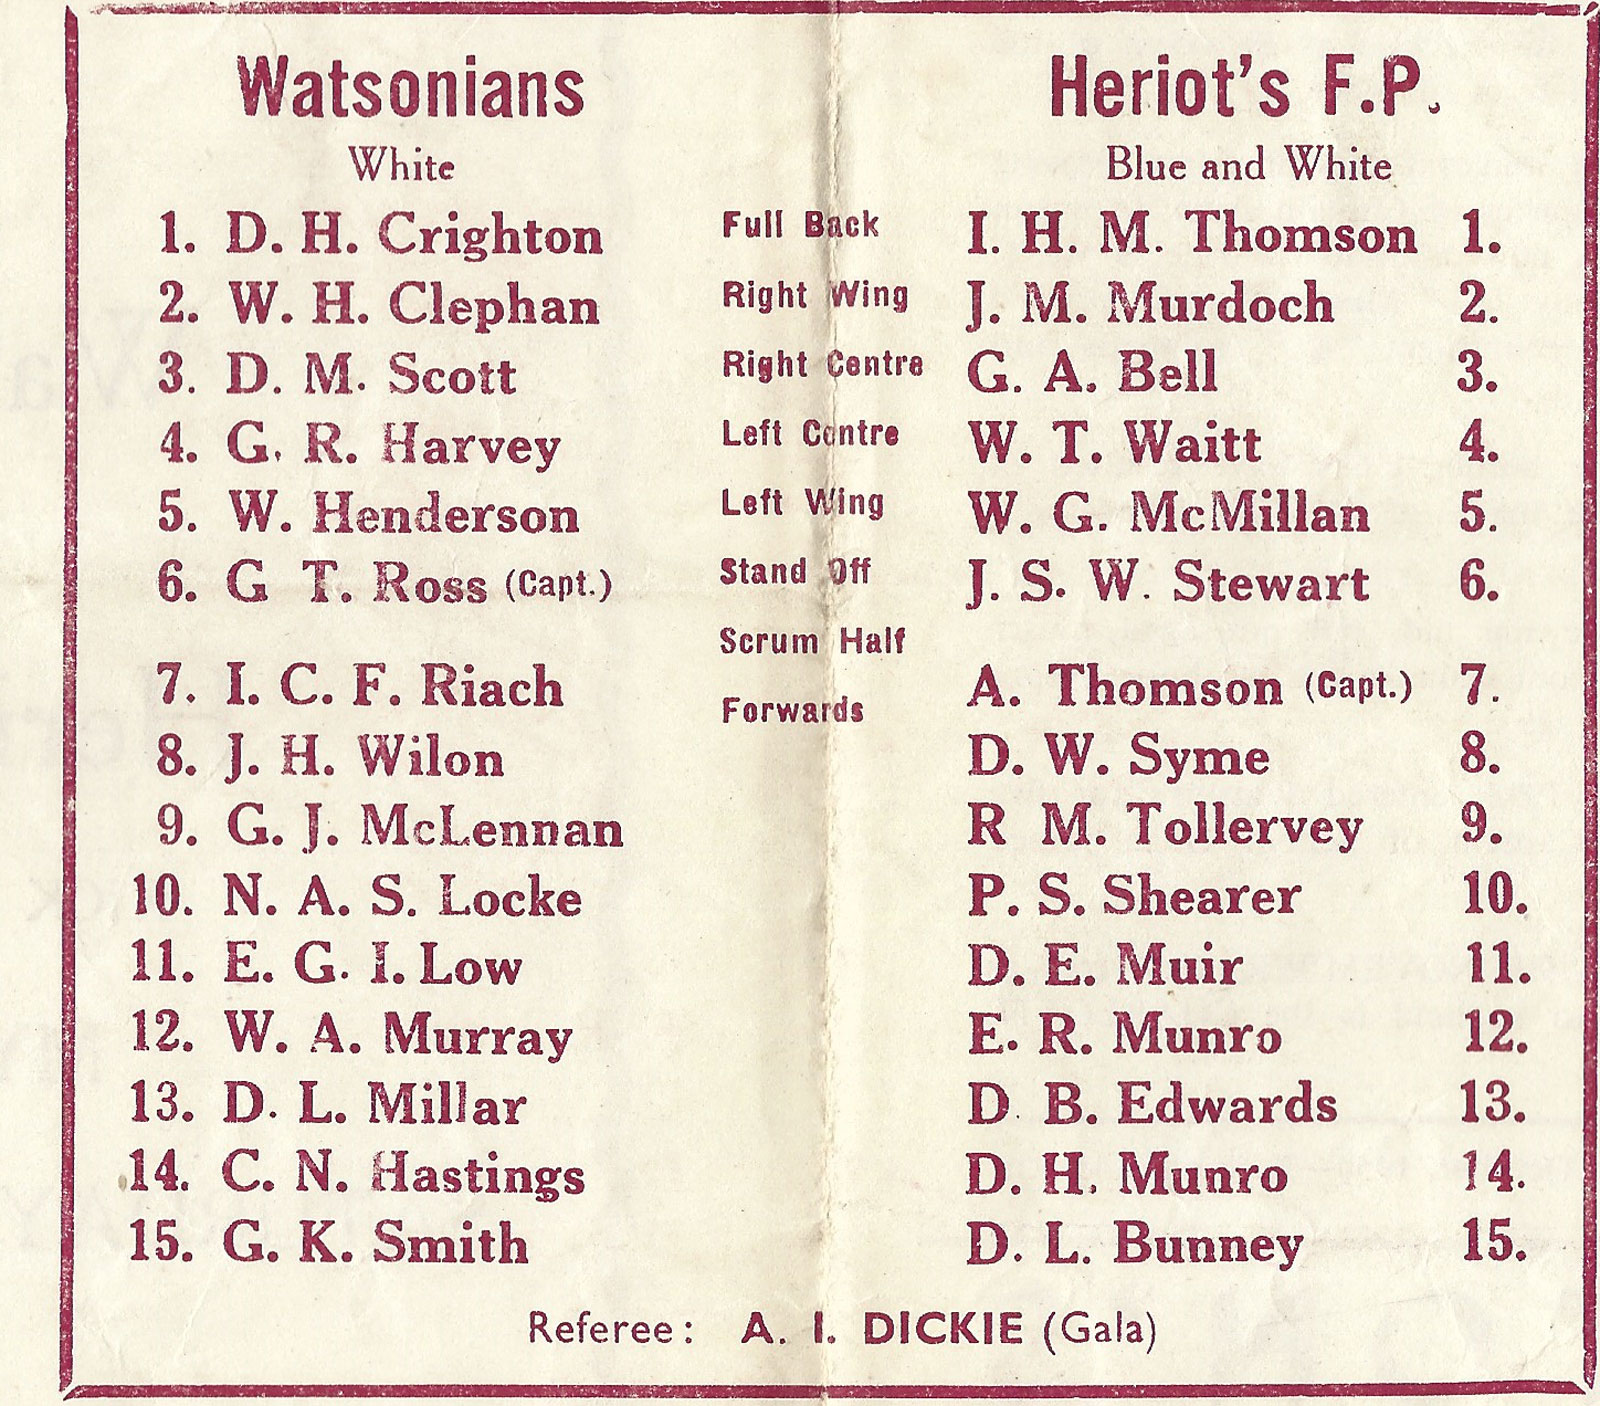 Watsonians Heriot's F.P.
White Blue and White
1. D. H. Crighton Full Back I. H. M. Thomson 1.
2. W. H. Clephan Right Wing J. M. Murdoch 2.
3. D. M. Scott Right Centre G. A. Bell 3.
4. G. R. Harvey Left Centre W. T. Waitt 4.
5. W. Henderson Left Wing W. G. McMillan 5.
6. G T. Ross (Capt.) Stand Off J. S. W. Stewart 6.
Scrum Half
7. I. C. F. Riach A. Thomson (Capt.) 7.
Forwards
8. J. H. Wilon D. W. Syme 8.
9. G. J. McLennan R M. Tollervey 9.
10. N. A. S. Locke P. S. Shearer 10.
11. E. G. I. Low D. E. Muir 11.
12. W. A. Murray E. R. Munro 12.
13. D. L. Millar D. B. Edwards 13.
14. C. N. Hastings D. H. Munro 14.
15. G. K. Smith D. L. Bunney 15.
Referee: A. I. DICKIE (Gala)